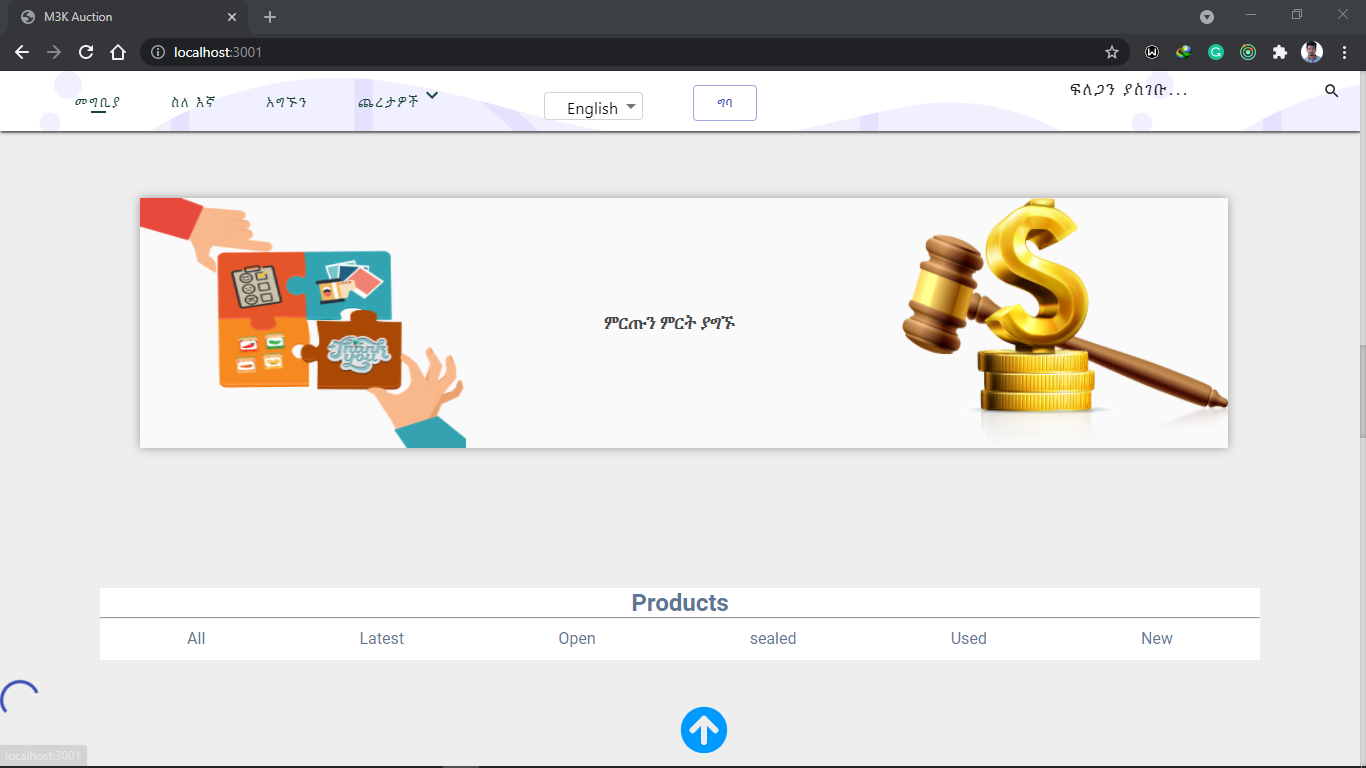 M3K Auction
localhost:3001
መግቢያ ስለ እኛ አግኙን ጨረታዎች English ግባ ፍለጋን ያስገቡ...
Thank you
ምርጡን ምርት ያግኙ
Products
All Latest Open sealed Used New
localhost:3001